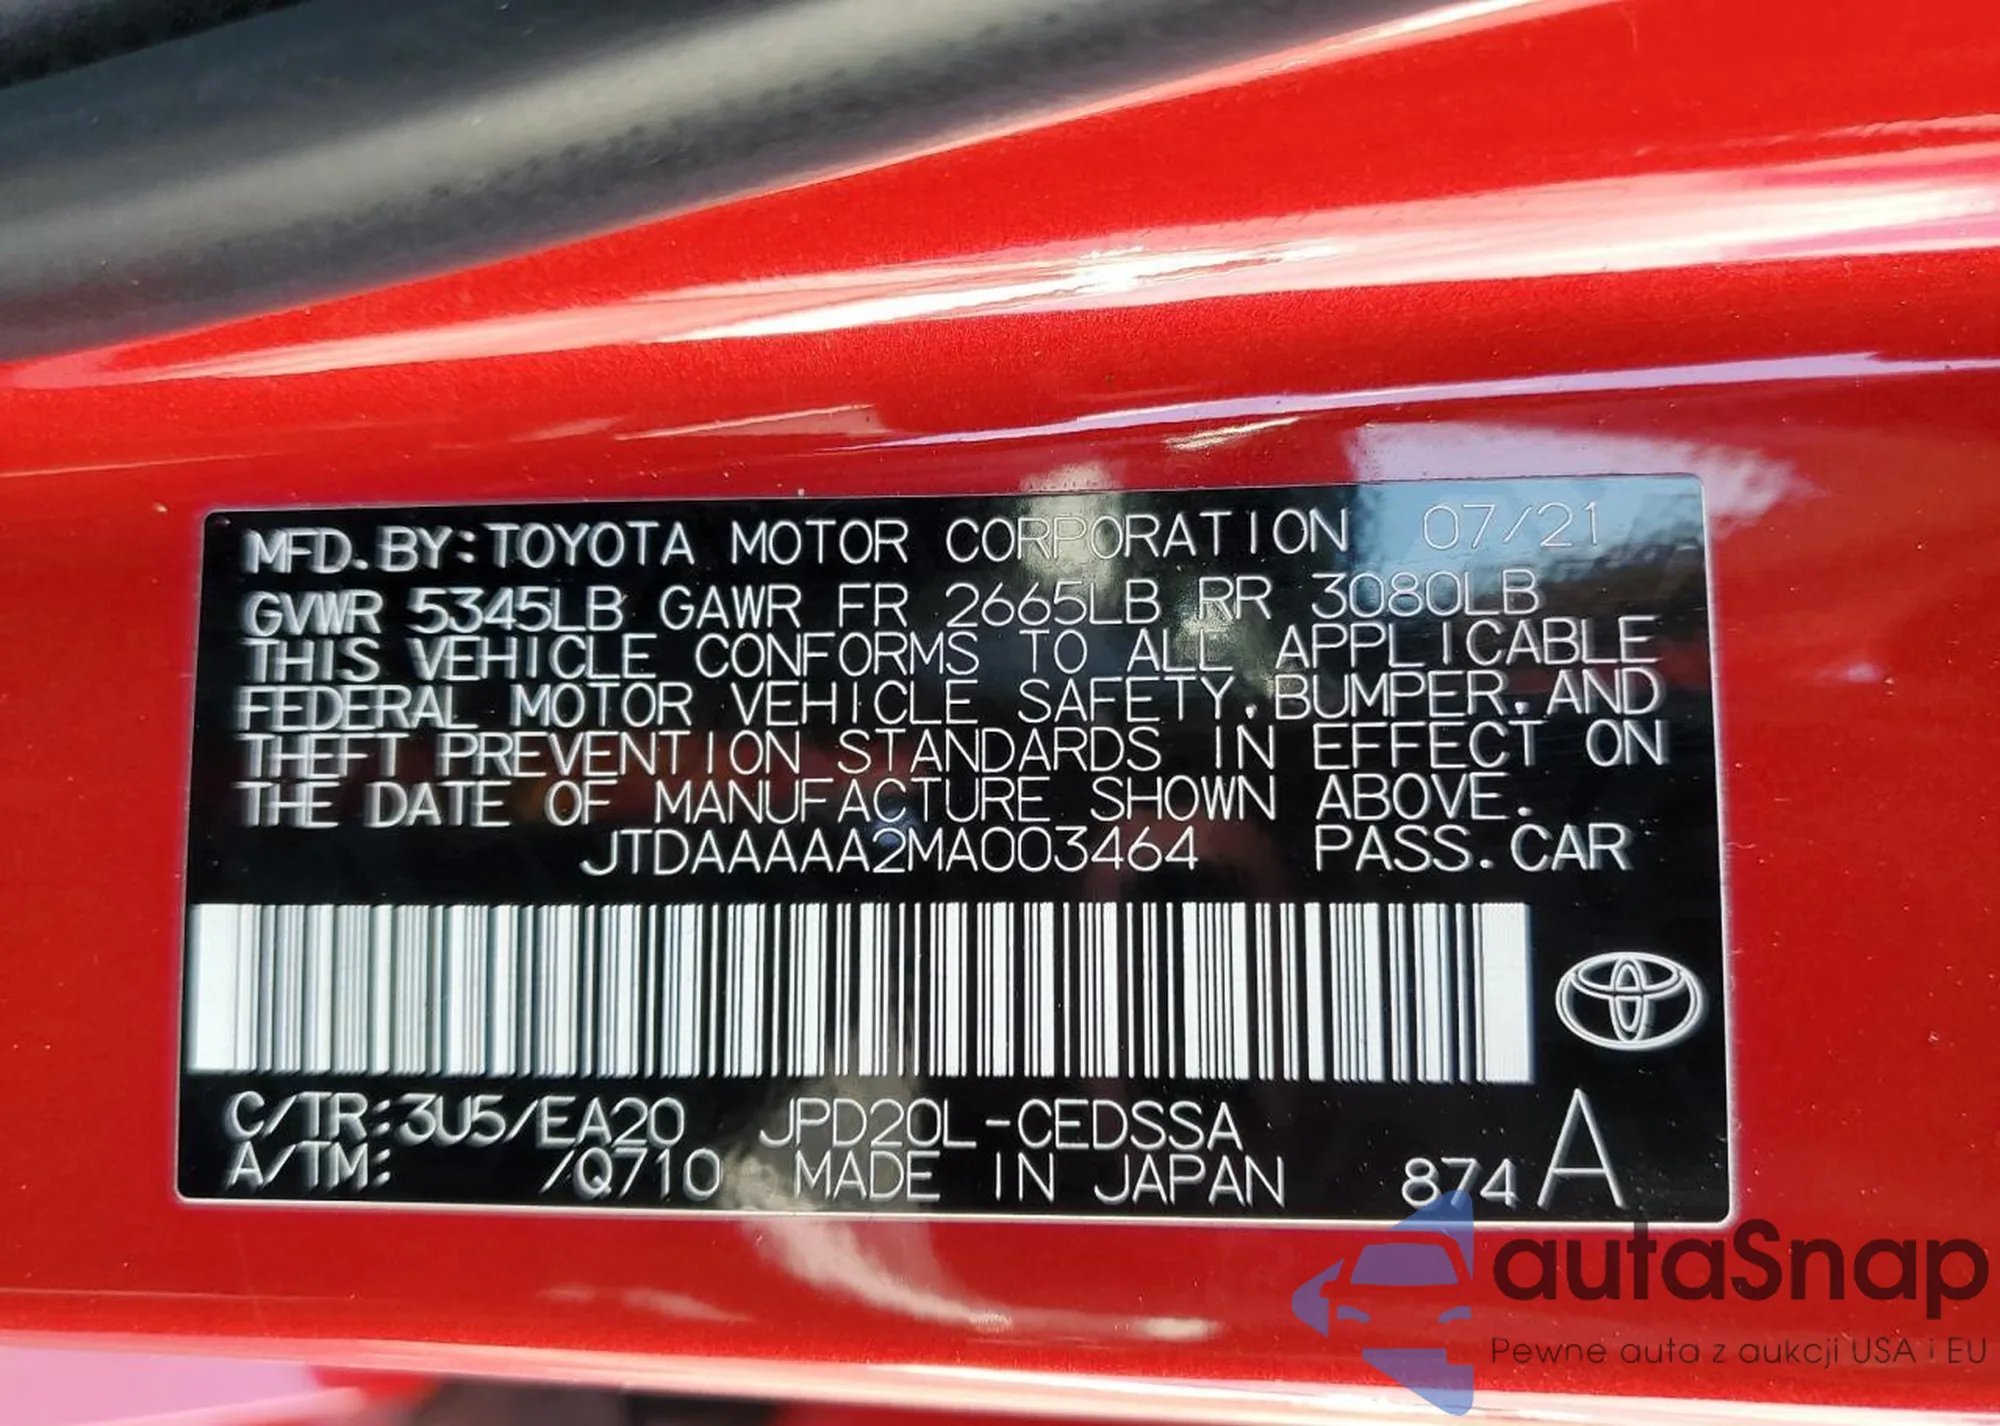 MFD.BY:TOYOTA MOTOR CORPORATION 07/21
GVWR 5345LB GAWR FR 2665LB RR 3080LB
THIS VEHICLE CONFORMS TO ALL APPLICABLE
FEDERAL MOTOR VEHICLE SAFETY, BUMPER, AND
THEFT PREVENTION STANDARDS IN EFFECT ON
THE DATE OF MANUFACTURE SHOWN ABOVE.
JTDAAAAA2MA003464 PASS.CAR
C/TR:3U5/EA20 JPD20L-CEDSSA
A/TM: /Q710 MADE IN JAPAN 874 A
autaSnap
Pewne auta z aukcji USA i EU